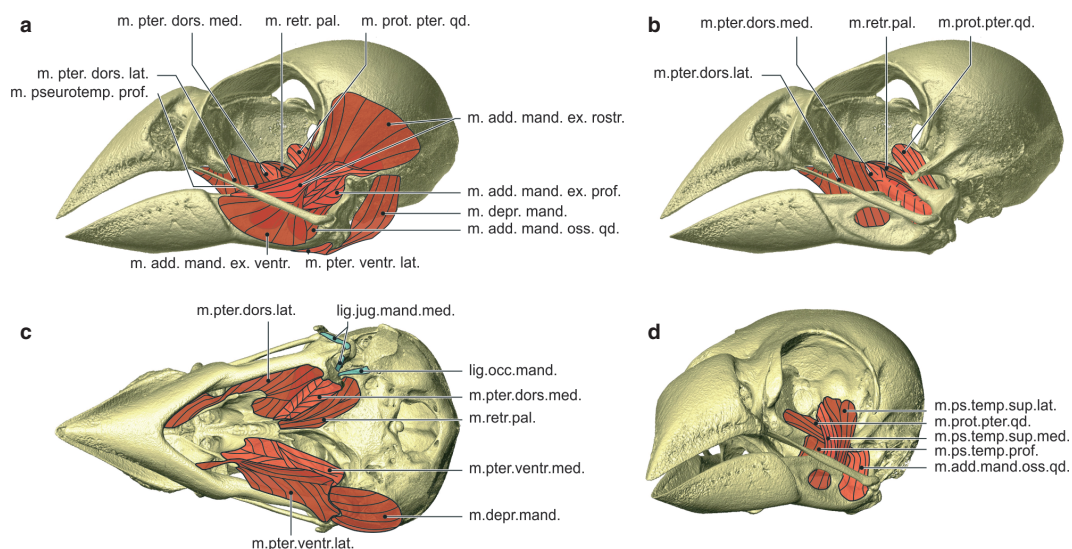 a
m. pter. dors. med.
m. retr. pal.
m. prot. pter. qd.
m. pter. dors. lat.
m. pseurotemp. prof.
m. add. mand. ex. rostr.
m. add. mand. ex. prof.
m. depr. mand.
m. add. mand. oss. qd.
m. add. mand. ex. ventr.
m. pter. ventr. lat.
b
m.pter.dors.med.
m.retr.pal.
m.prot.pter.qd.
m.pter.dors.lat.
c
m.pter.dors.lat.
lig.jug.mand.med.
lig.occ.mand.
m.pter.dors.med.
m.retr.pal.
m.pter.ventr.med.
m.depr.mand.
m.pter.ventr.lat.
d
m.ps.temp.sup.lat.
m.prot.pter.qd.
m.ps.temp.sup.med.
m.ps.temp.prof.
m.add.mand.oss.qd.